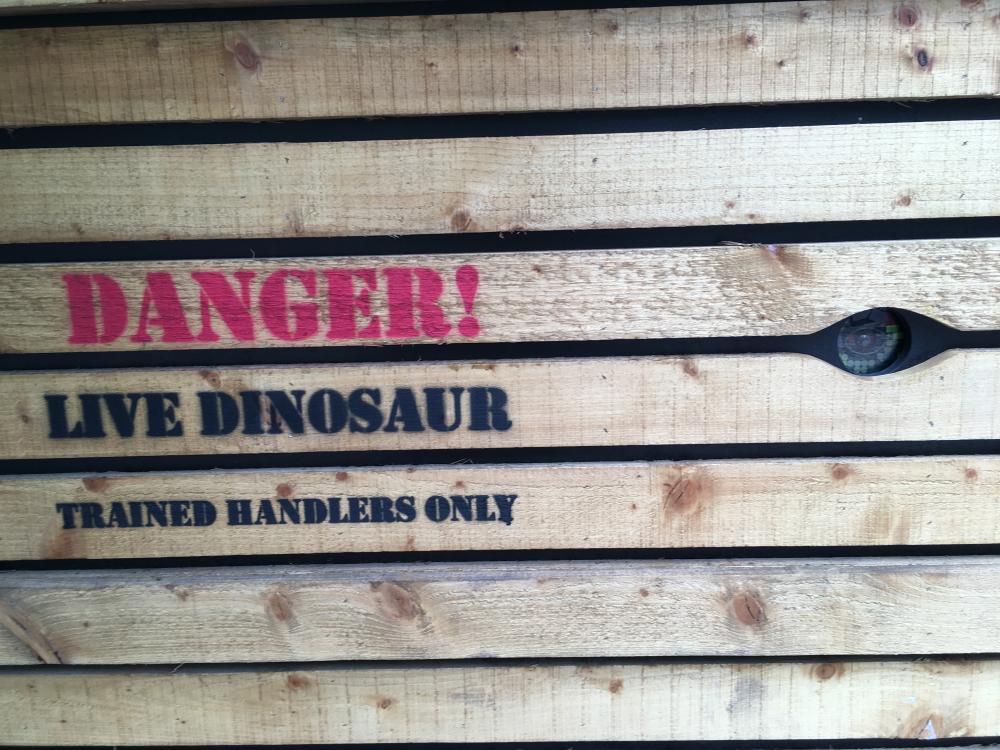 DANGER!
LIVE DINOSAUR
TRAINED HANDLERS ONLY